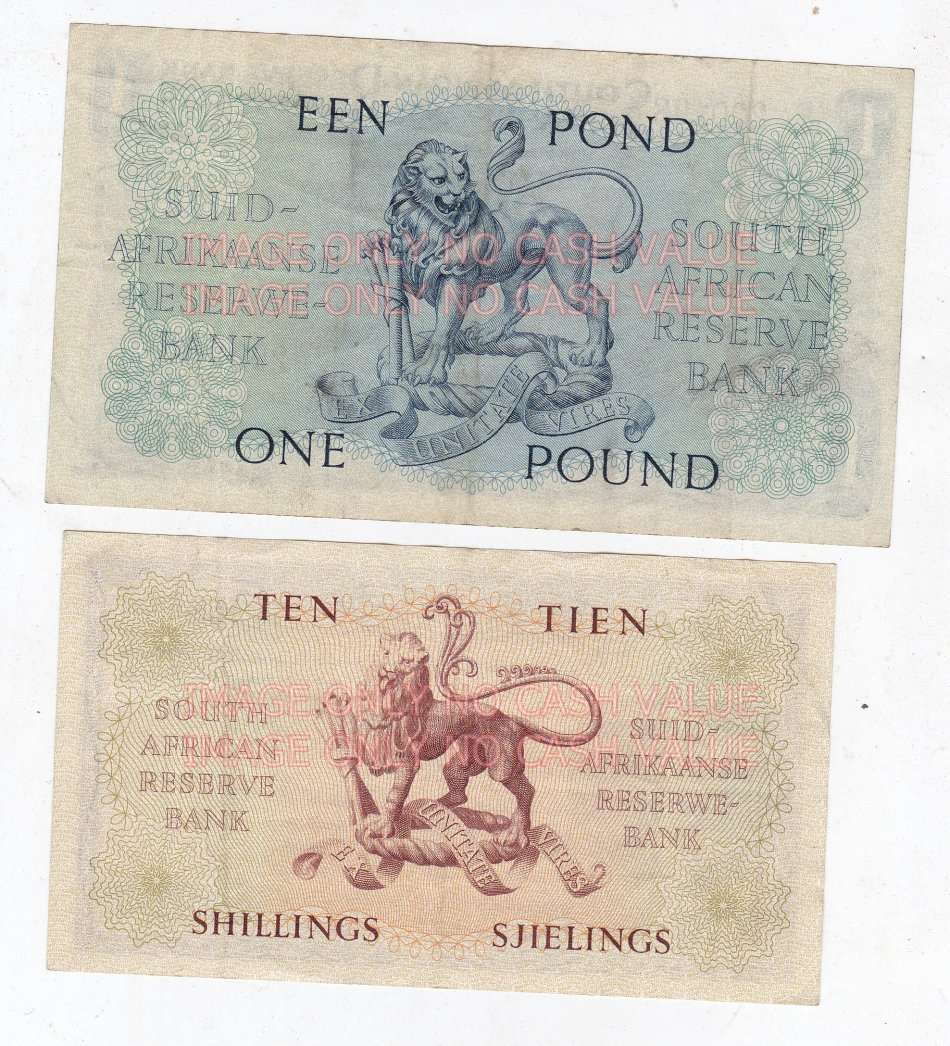 EEN POND
SUID-
AFRIKAANSE
RESERWE-
BANK
SOUTH
AFRICAN
RESERVE
BANK
IMAGE ONLY NO CASH VALUE
IMAGE ONLY NO CASH VALUE
EX UNITATE VIRES
ONE POUND
TEN TIEN
SOUTH
AFRICAN
RESERVE
BANK
SUID-
AFRIKAANSE
RESERWE-
BANK
IMAGE ONLY NO CASH VALUE
IMAGE ONLY NO CASH VALUE
EX UNITATE VIRES
SHILLINGS SJIELINGS